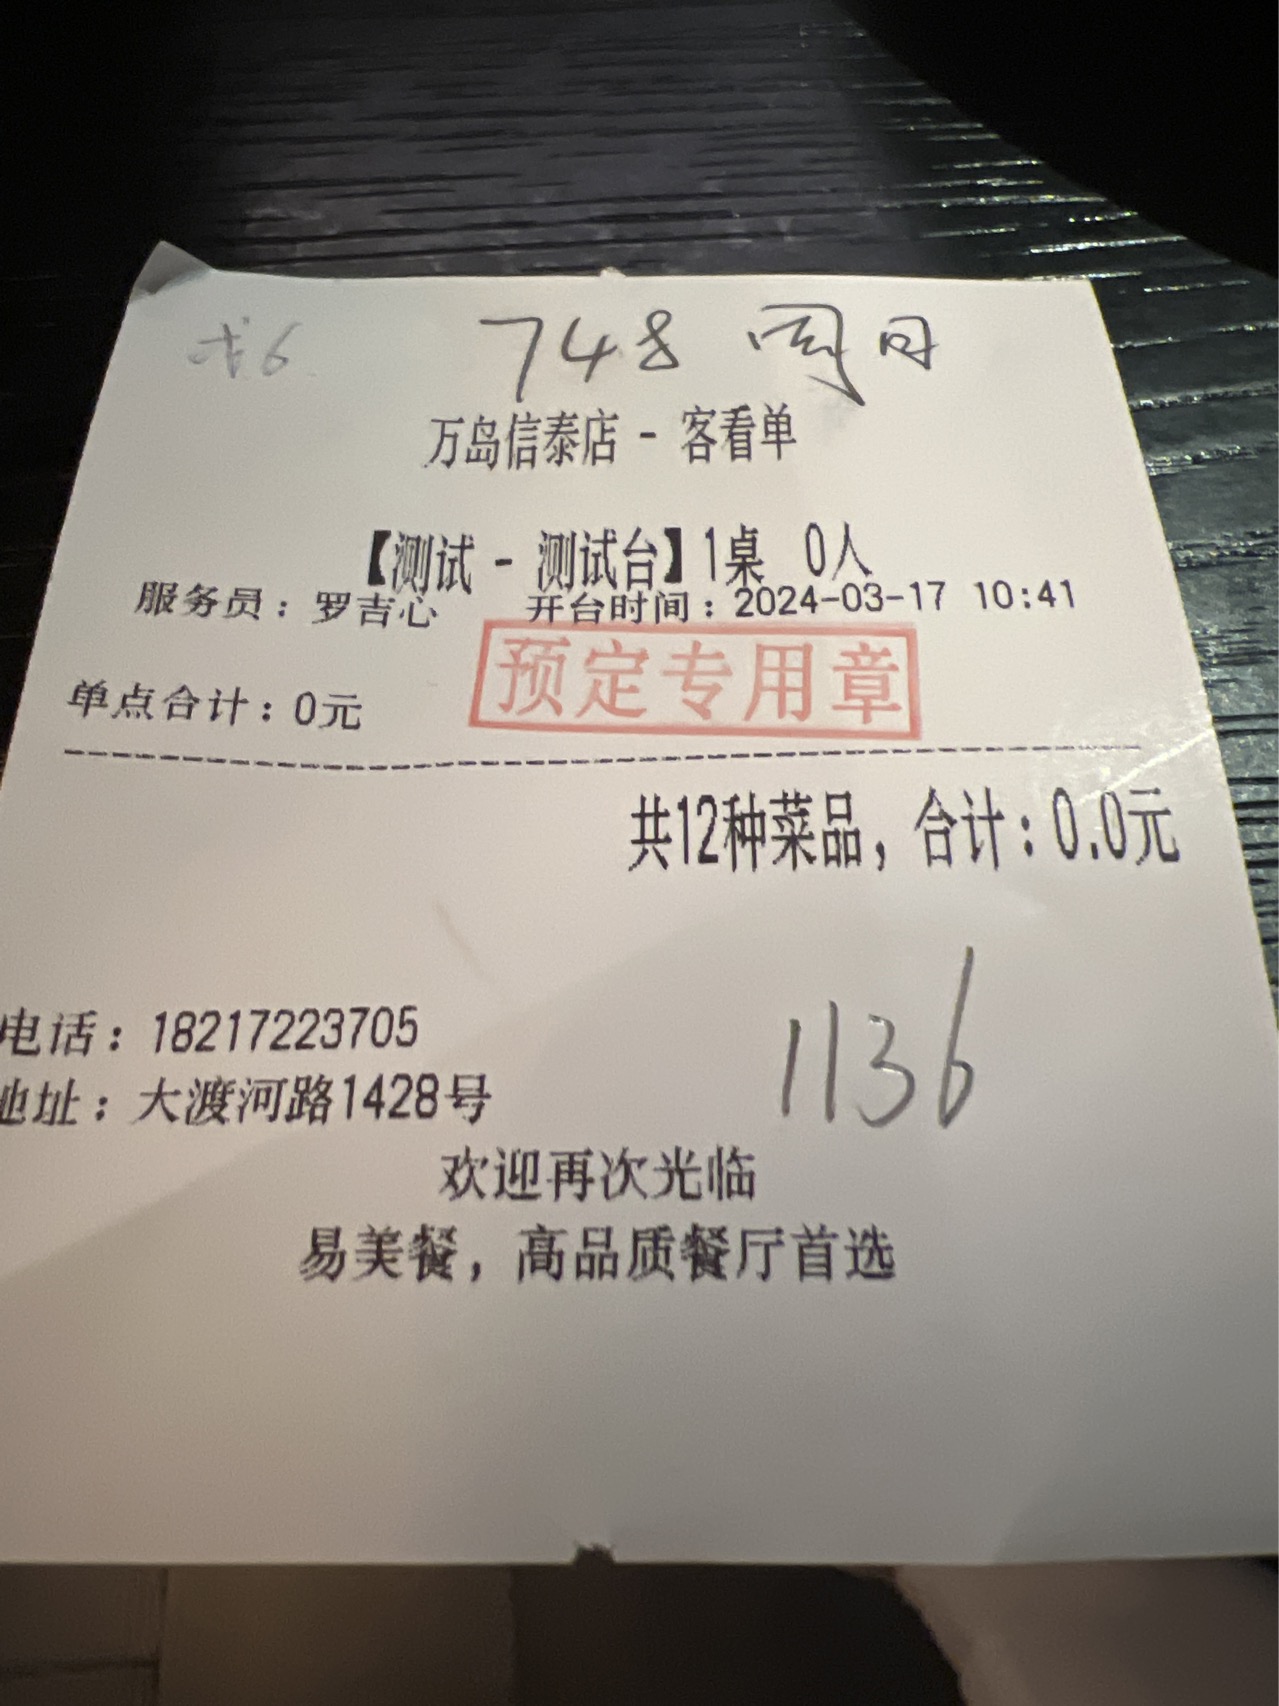 748
万岛信泰店 - 客看单
【测试 - 测试台】1桌 0人
服务员：罗吉心 开台时间：2024-03-17 10:41
预定专用章
单点合计：0元
共12种菜品，合计：0.0元
1136
电话：18217223705
地址：大渡河路1428号
欢迎再次光临
易美餐，高品质餐厅首选